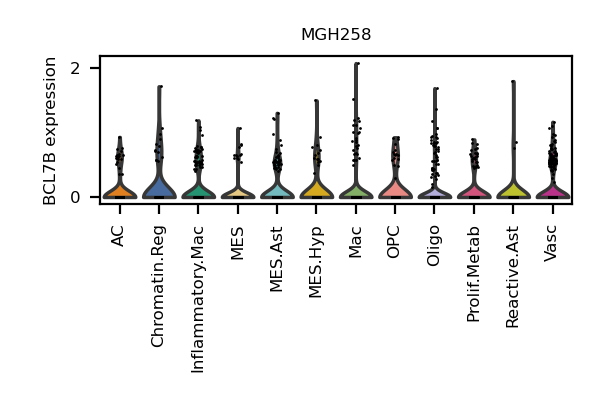 MGH258
BCL7B expression
2
0
AC
Chromatin.Reg
Inflammatory.Mac
MES
MES.Ast
MES.Hyp
Mac
OPC
Oligo
Prolif.Metab
Reactive.Ast
Vasc